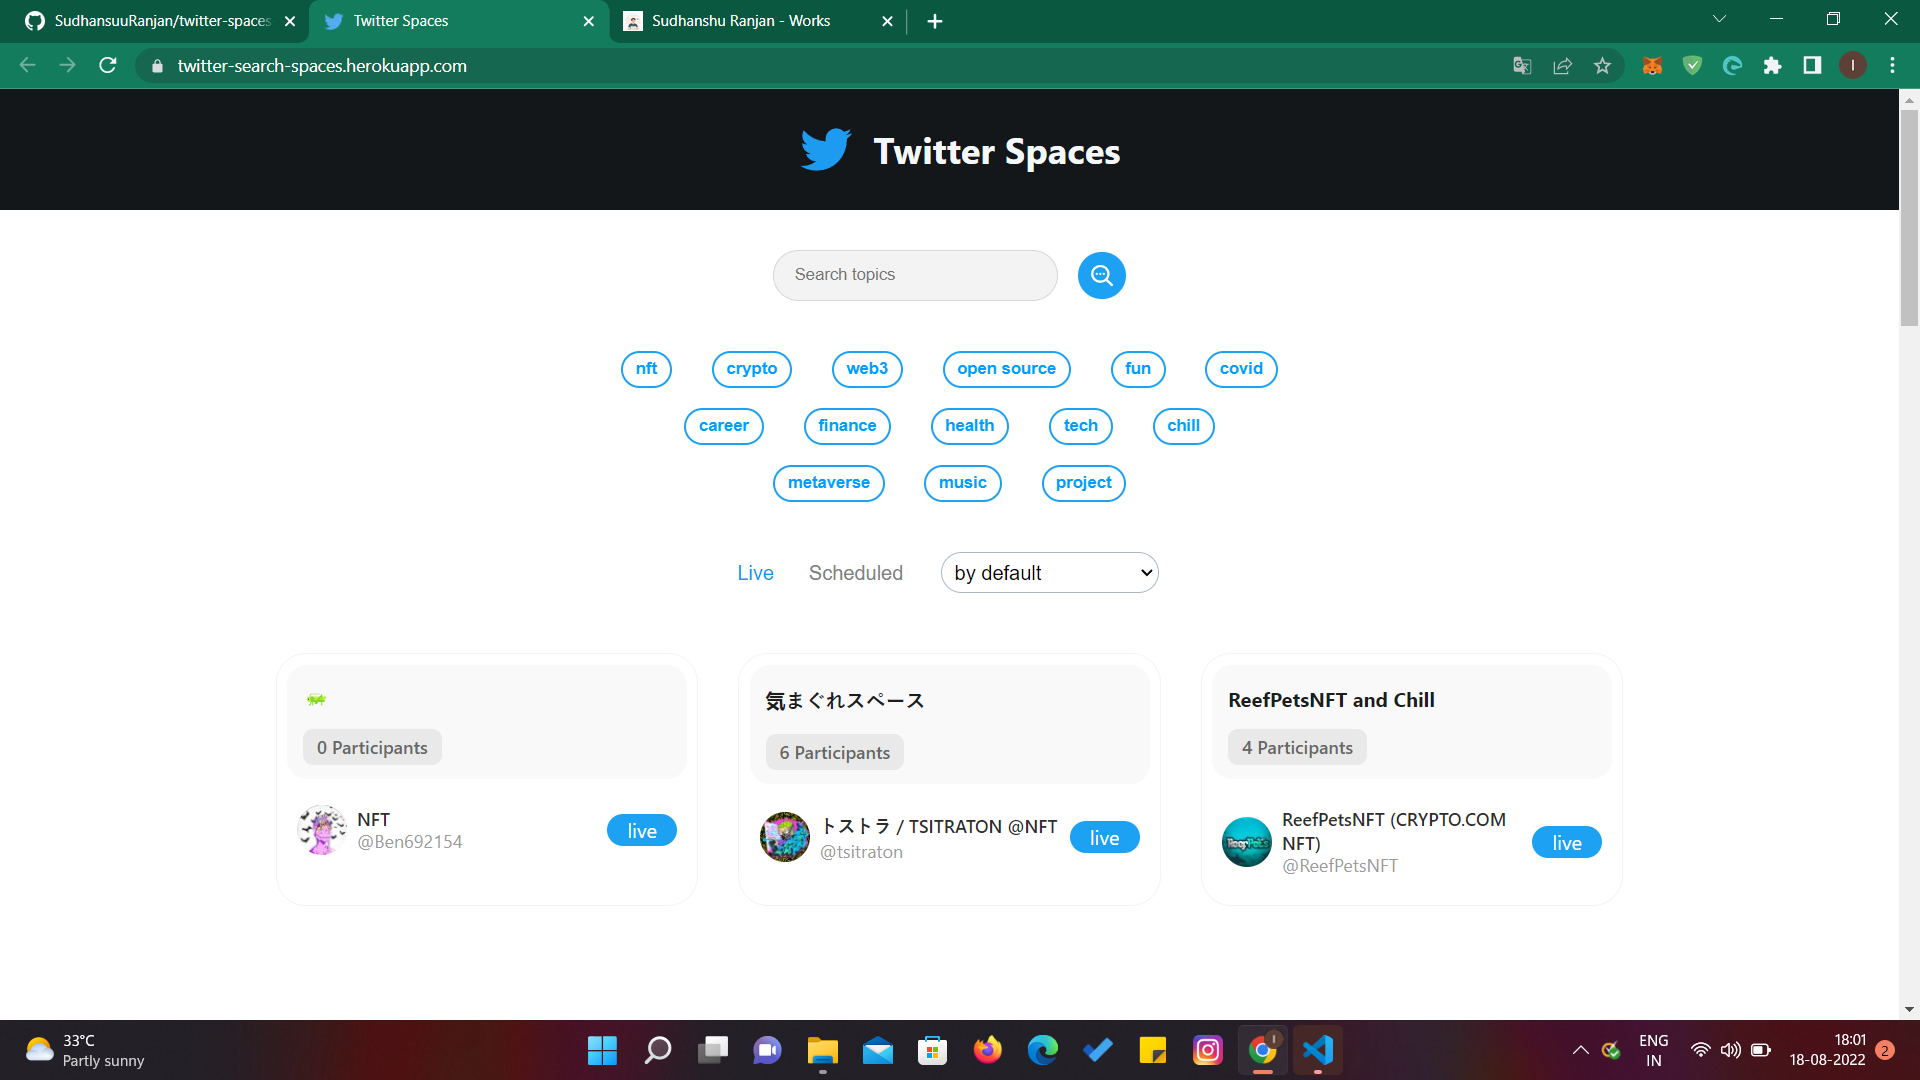 SudhansuuRanjan/twitter-spaces
Twitter Spaces
Sudhanshu Ranjan - Works
twitter-search-spaces.herokuapp.com
I
Twitter Spaces
Search topics
nft
crypto
web3
open source
fun
covid
career
finance
health
tech
chill
metaverse
music
project
Live
Scheduled
by default
0 Participants
NFT
@Ben692154
live
気まぐれスペース
6 Participants
トストラ / TSITRATON @NFT
@tsitraton
live
ReefPetsNFT and Chill
4 Participants
ReefPetsNFT (CRYPTO.COM
NFT)
@ReefPetsNFT
live
33°C
Partly sunny
ENG
IN
18:01
18-08-2022
2